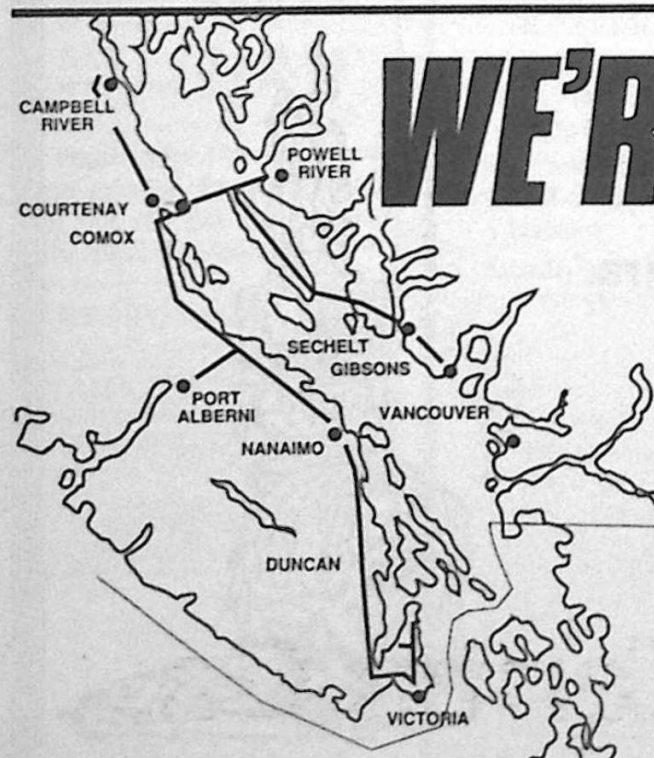 WE'R
CAMPBELL
RIVER
POWELL
RIVER
COURTENAY
COMOX
SECHELT
GIBSONS
PORT
ALBERNI
VANCOUVER
NANAIMO
DUNCAN
VICTORIA